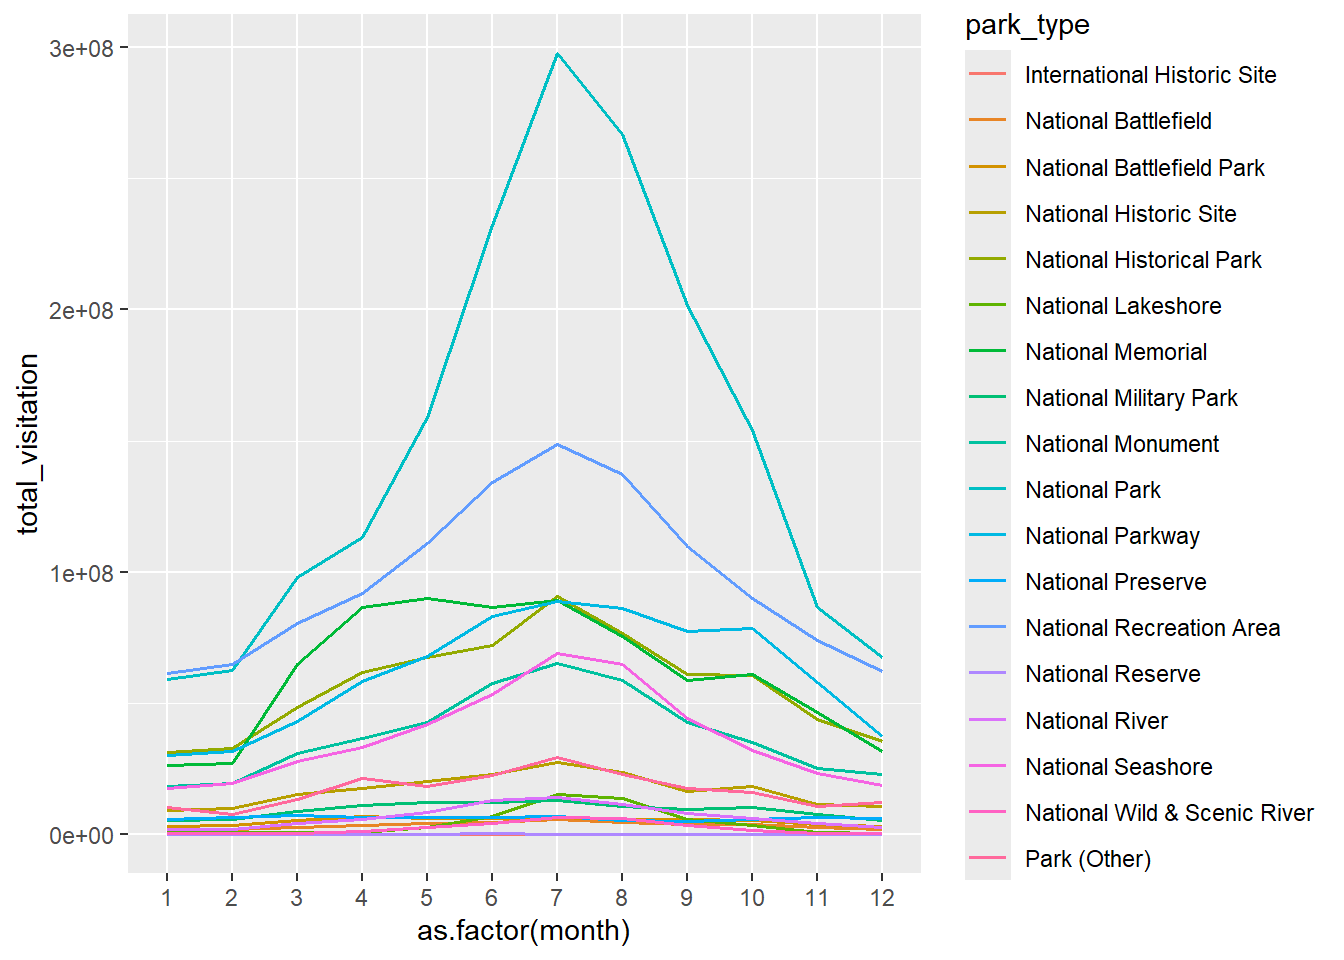 total_visitation
3e+08
2e+08
1e+08
0e+00
1 2 3 4 5 6 7 8 9 10 11 12
as.factor(month)
park_type
International Historic Site
National Battlefield
National Battlefield Park
National Historic Site
National Historical Park
National Lakeshore
National Memorial
National Military Park
National Monument
National Park
National Parkway
National Preserve
National Recreation Area
National Reserve
National River
National Seashore
National Wild & Scenic River
Park (Other)